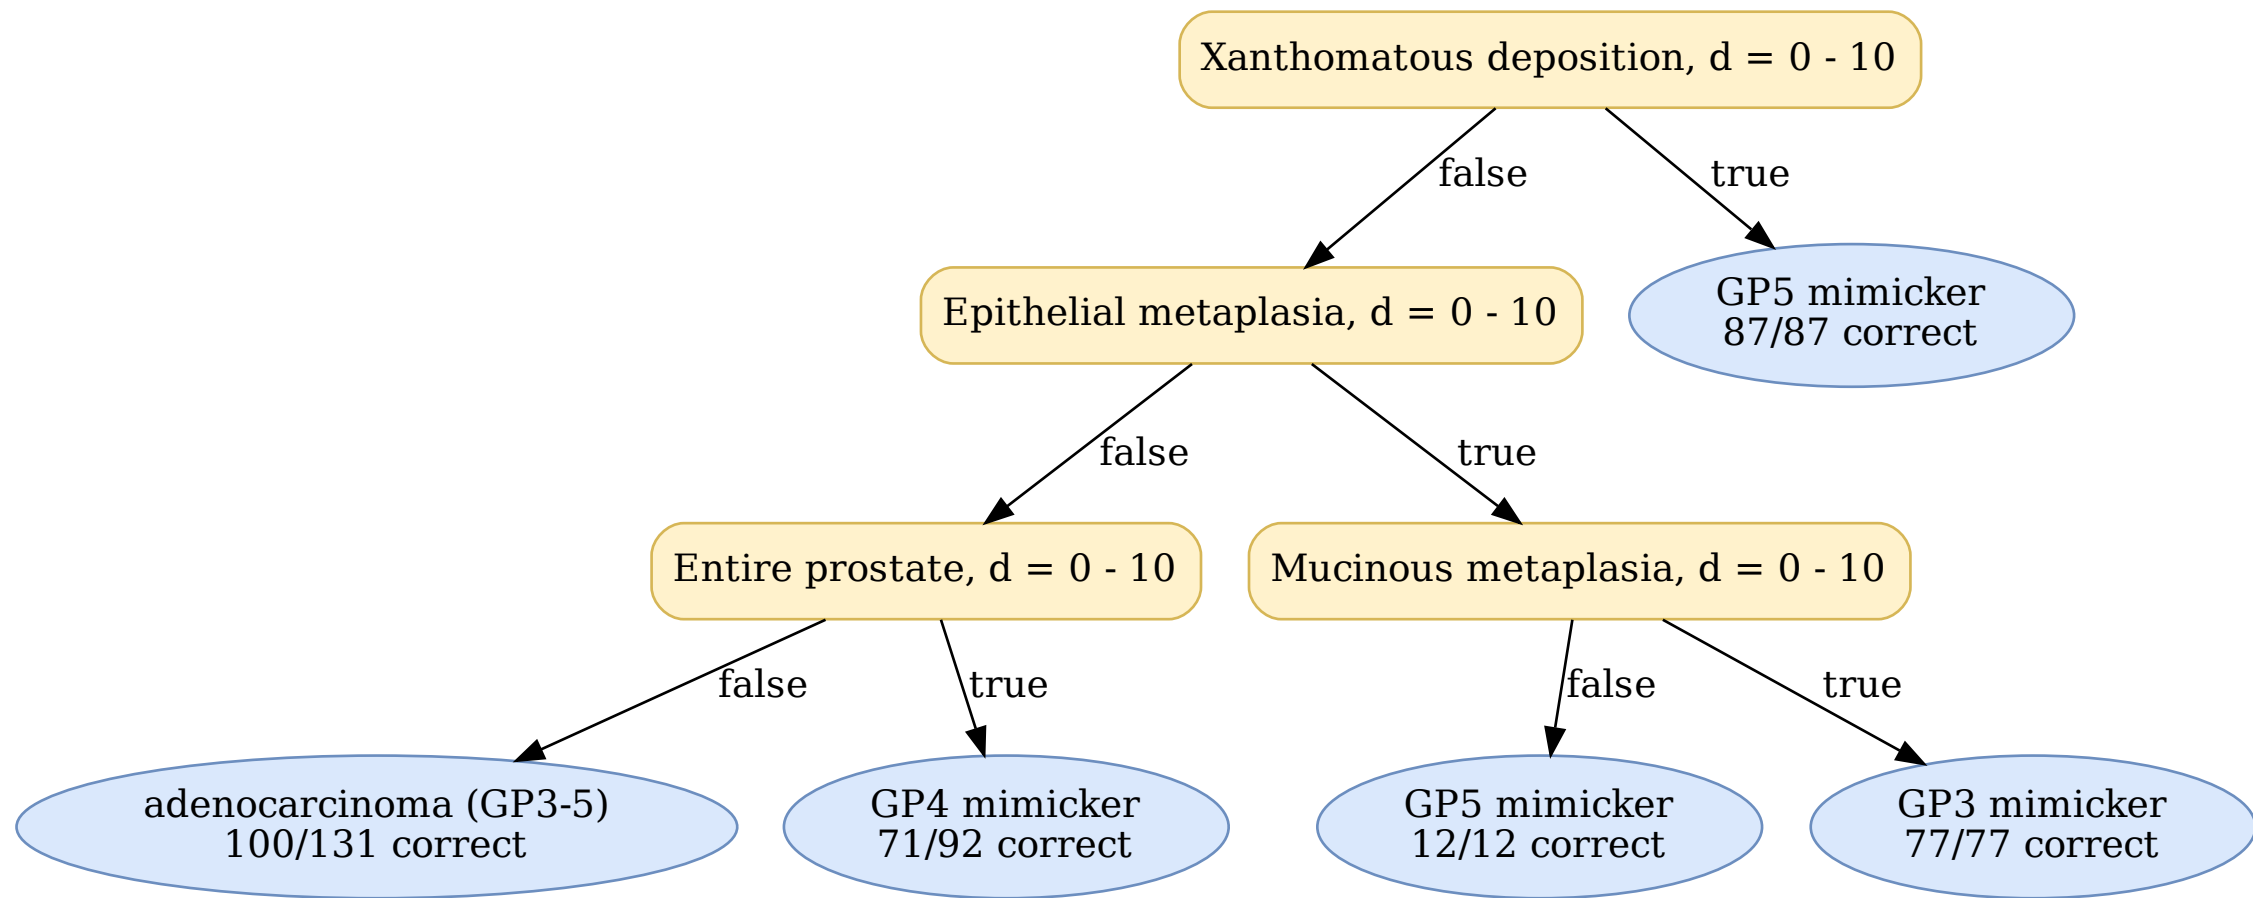 Xanthomatous deposition, d = 0 - 10
false
true
Epithelial metaplasia, d = 0 - 10
GP5 mimicker
87/87 correct
false
true
Entire prostate, d = 0 - 10
Mucinous metaplasia, d = 0 - 10
false
true
false
true
adenocarcinoma (GP3-5)
100/131 correct
GP4 mimicker
71/92 correct
GP5 mimicker
12/12 correct
GP3 mimicker
77/77 correct